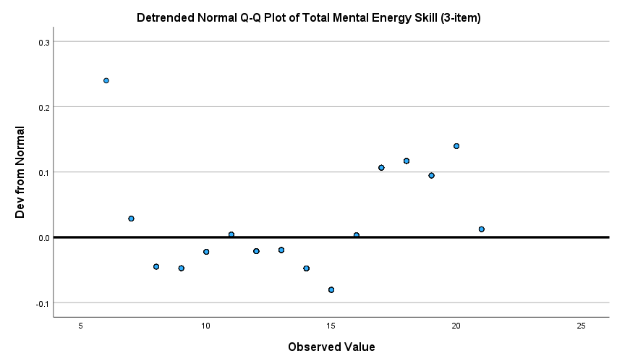 Detrended Normal Q-Q Plot of Total Mental Energy Skill (3-item)
0.3
0.2
0.1
0.0
-0.1
Dev from Normal
5 10 15 20 25
Observed Value